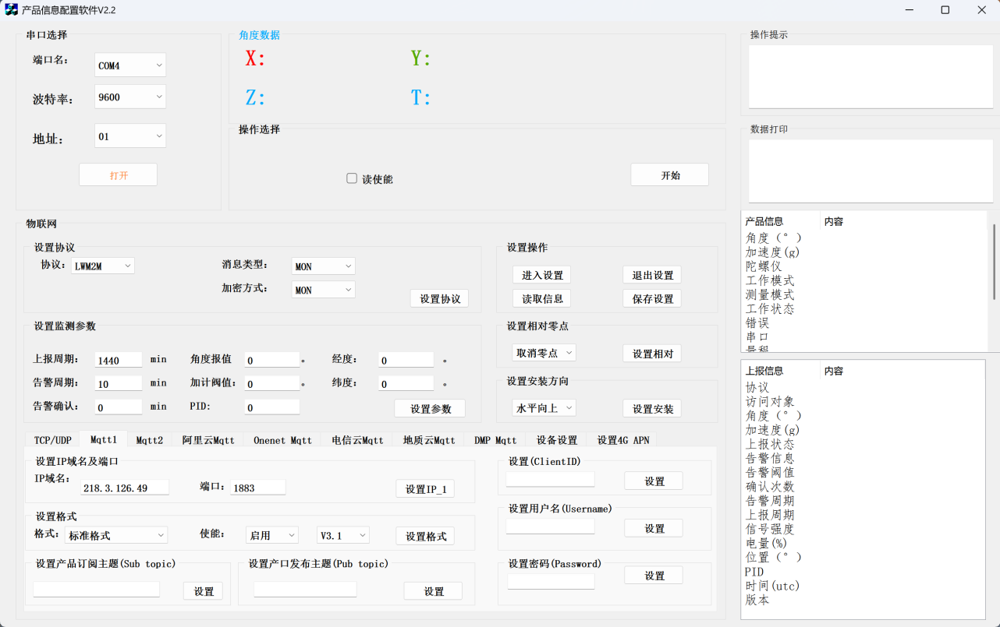 产品信息配置软件V2.2
串口选择
端口名:
COM4
波特率:
9600
地址:
01
打开
角度数据
X:
Y:
Z:
T:
操作选择
读使能
开始
物联网
设置协议
协议:
LWM2M
消息类型:
MON
加密方式:
MON
设置协议
设置操作
进入设置
退出设置
读取信息
保存设置
设置监测参数
上报周期:
1440
min
角度报值
0
°
经度:
0
°
告警周期:
10
min
加计阀值:
0
°
纬度:
0
°
告警确认:
0
min
PID:
0
设置参数
设置相对零点
取消零点
设置相对
设置安装方向
水平向上
设置安装
TCP/UDP
Mqtt1
Mqtt2
阿里云Mqtt
Onenet Mqtt
电信云Mqtt
地质云Mqtt
DMP Mqtt
设备设置
设置4G APN
设置IP域名及端口
IP域名:
218.3.126.49
端口:
1883
设置IP_1
设置格式
格式:
标准格式
使能:
启用
V3.1
设置格式
设置产品订阅主题(Sub topic)
设置
设置产口发布主题(Pub topic)
设置
设置(ClientID)
设置
设置用户名(Username)
设置
设置密码(Password)
设置
操作提示
数据打印
产品信息
内容
角度（°）
加速度(g)
陀螺仪
工作模式
测量模式
工作状态
错误
串口
量程
上报信息
内容
协议
访问对象
角度（°）
加速度(g)
上报状态
告警信息
告警阈值
确认次数
告警周期
上报周期
信号强度
电量(%)
位置（°）
PID
时间(utc)
版本